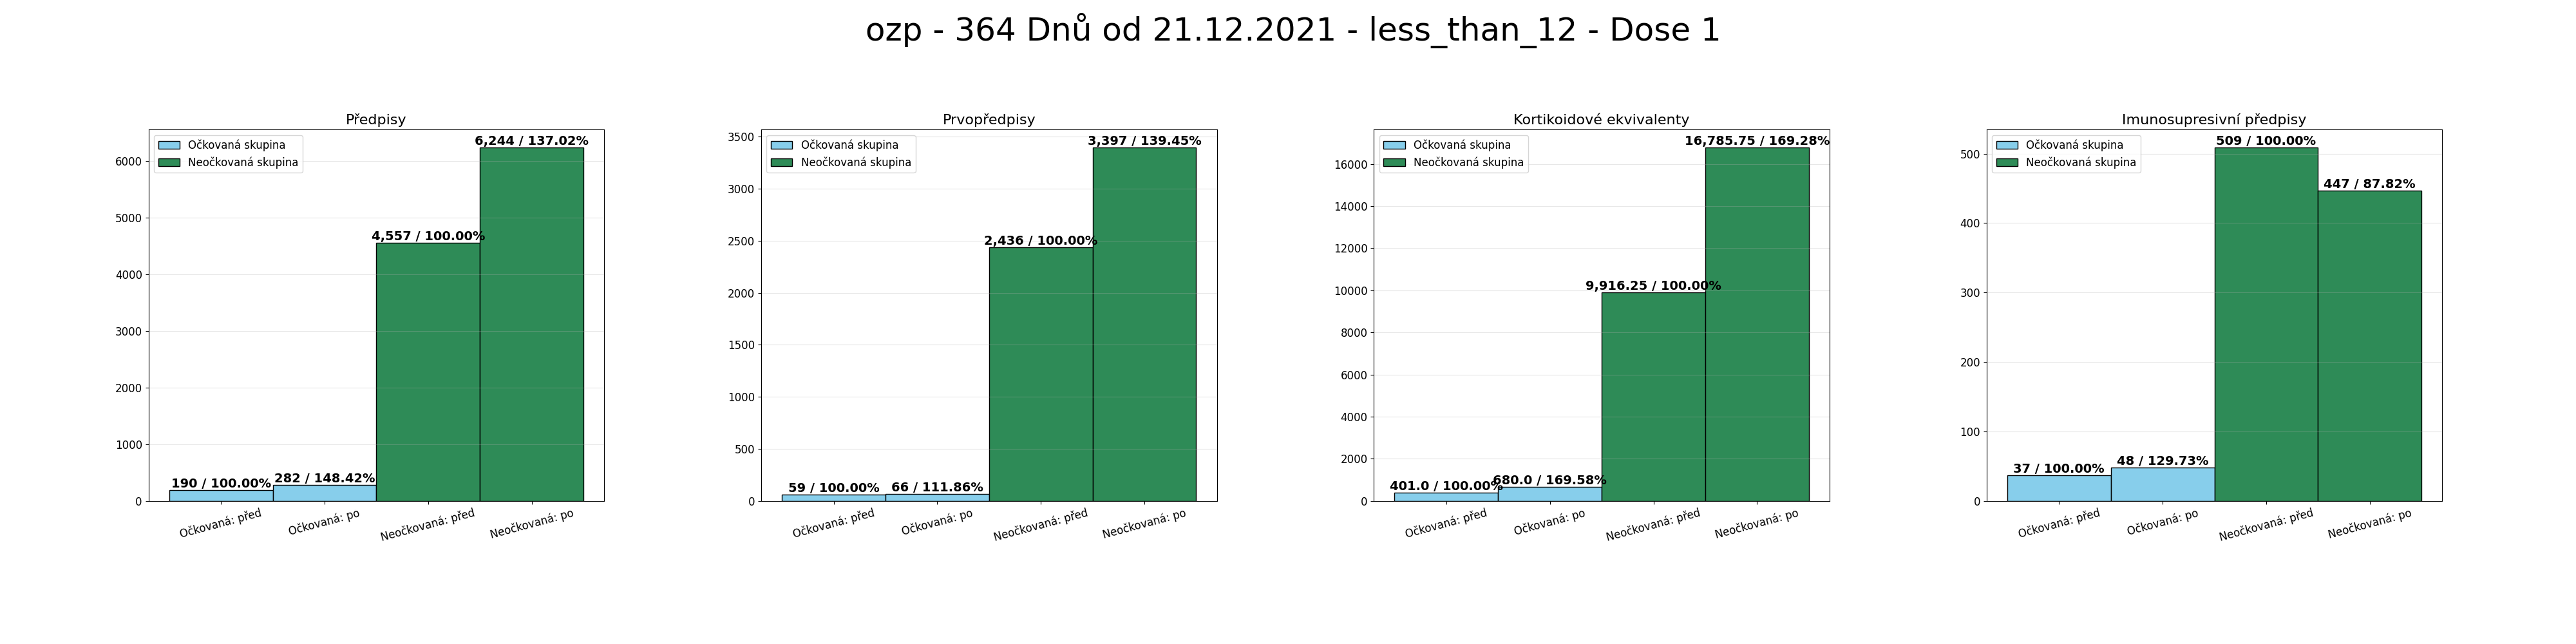 ozp - 364 Dnů od 21.12.2021 - less_than_12 - Dose 1
Předpisy
Očkovaná skupina
Neočkovaná skupina
6000
5000
4000
3000
2000
1000
0
190 / 100.00%
282 / 148.42%
4,557 / 100.00%
6,244 / 137.02%
Očkovaná: před
Očkovaná: po
Neočkovaná: před
Neočkovaná: po
Prvopředpisy
Očkovaná skupina
Neočkovaná skupina
3500
3000
2500
2000
1500
1000
500
0
59 / 100.00%
66 / 111.86%
2,436 / 100.00%
3,397 / 139.45%
Očkovaná: před
Očkovaná: po
Neočkovaná: před
Neočkovaná: po
Kortikoidové ekvivalenty
Očkovaná skupina
Neočkovaná skupina
16000
14000
12000
10000
8000
6000
4000
2000
0
401.0 / 100.00%
680.0 / 169.58%
9,916.25 / 100.00%
16,785.75 / 169.28%
Očkovaná: před
Očkovaná: po
Neočkovaná: před
Neočkovaná: po
Imunosupresivní předpisy
Očkovaná skupina
Neočkovaná skupina
500
400
300
200
100
0
37 / 100.00%
48 / 129.73%
509 / 100.00%
447 / 87.82%
Očkovaná: před
Očkovaná: po
Neočkovaná: před
Neočkovaná: po